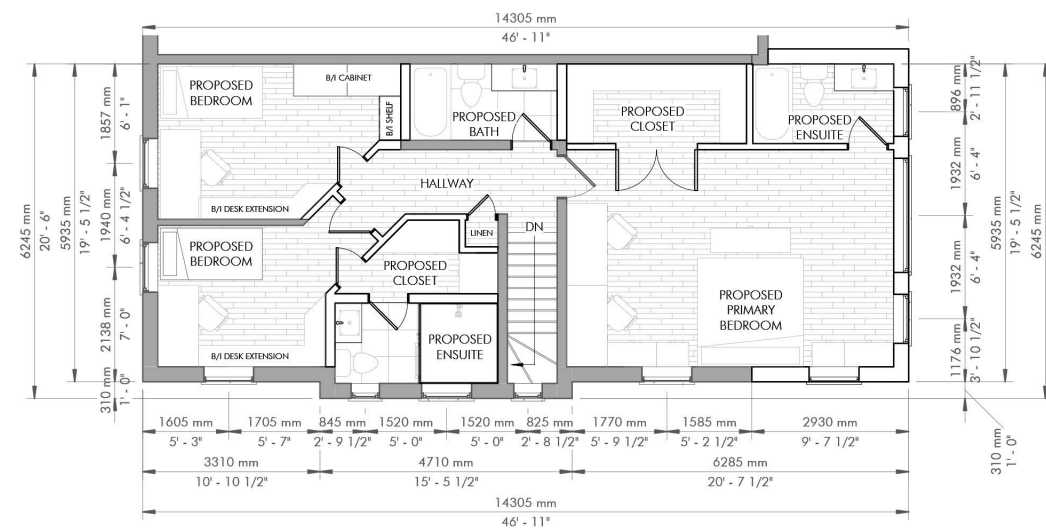 14305 mm
46' - 11"
6245 mm
20' - 6"
5935 mm
19' - 5 1/2"
1857 mm
6' - 1"
1940 mm
6' - 4 1/2"
2138 mm
7' - 0"
310 mm
1' - 0"
PROPOSED
BEDROOM
B/I CABINET
B/I SHELF
B/I DESK EXTENSION
PROPOSED
BATH
PROPOSED
CLOSET
PROPOSED
ENSUITE
HALLWAY
LINEN
DN
PROPOSED
BEDROOM
B/I DESK EXTENSION
PROPOSED
CLOSET
PROPOSED
ENSUITE
PROPOSED
PRIMARY
BEDROOM
896 mm
2' - 11 1/2"
1932 mm
6' - 4"
1932 mm
6' - 4"
1176 mm
3' - 10 1/2"
5935 mm
19' - 5 1/2"
6245 mm
310 mm
1' - 0"
1605 mm
5' - 3"
1705 mm
5' - 7"
845 mm
2' - 9 1/2"
1520 mm
5' - 0"
1520 mm
5' - 0"
825 mm
2' - 8 1/2"
1770 mm
5' - 9 1/2"
1585 mm
5' - 2 1/2"
2930 mm
9' - 7 1/2"
3310 mm
10' - 10 1/2"
4710 mm
15' - 5 1/2"
6285 mm
20' - 7 1/2"
14305 mm
46' - 11"